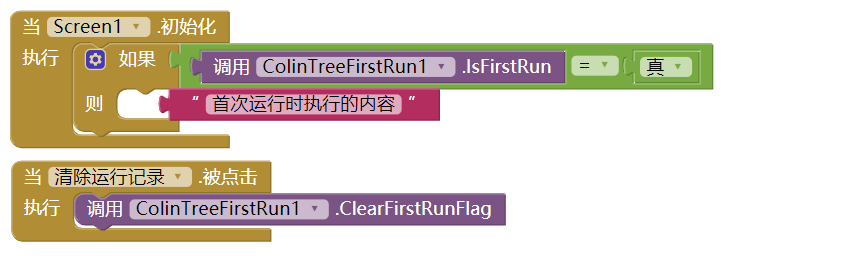 当 Screen1 .初始化
执行 如果 调用 ColinTreeFirstRun1 .IsFirstRun = 真
则 “ 首次运行时执行的内容 ”
当 清除运行记录 .被点击
执行 调用 ColinTreeFirstRun1 .ClearFirstRunFlag